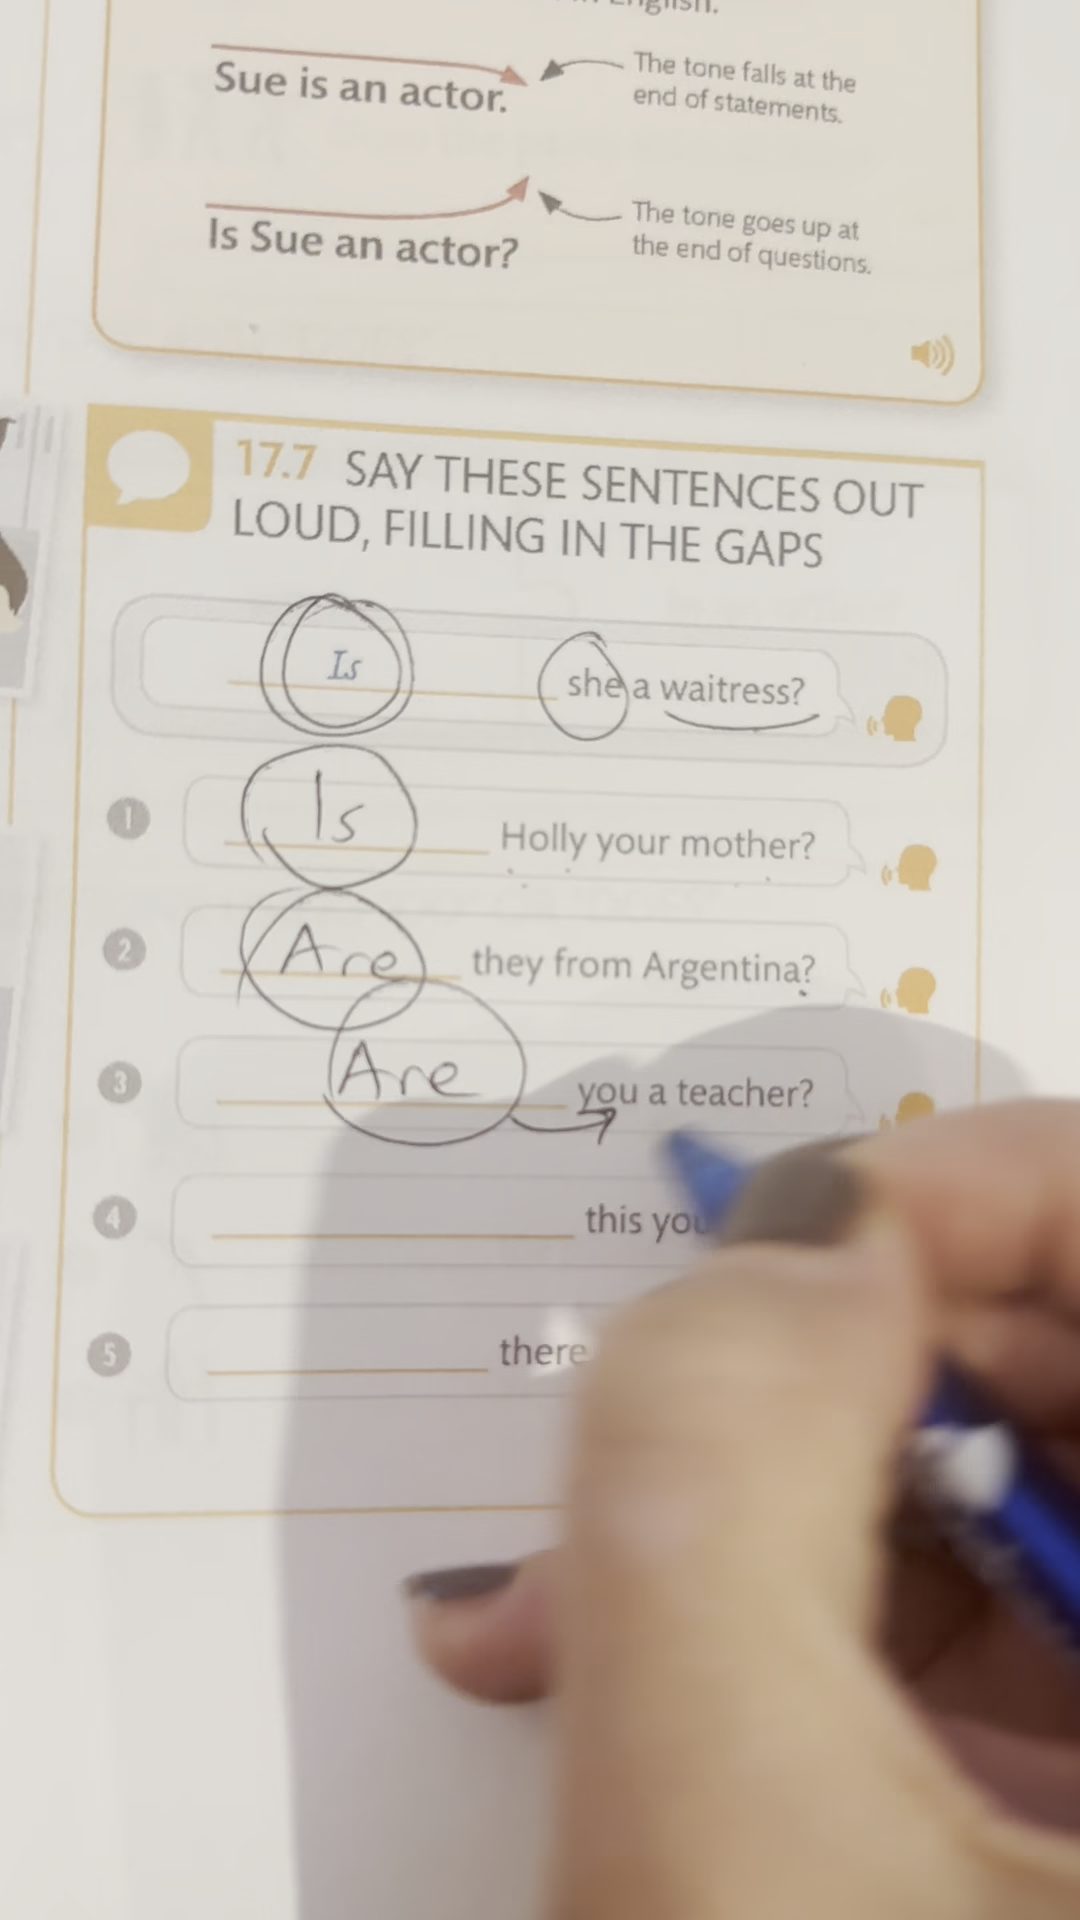 English.
Sue is an actor.
The tone falls at the
end of statements.
Is Sue an actor?
The tone goes up at
the end of questions.
17.7 SAY THESE SENTENCES OUT
LOUD, FILLING IN THE GAPS
Is she a waitress?
1 Is Holly your mother?
2 Are they from Argentina?
3 Are you a teacher?
4 this
5 there